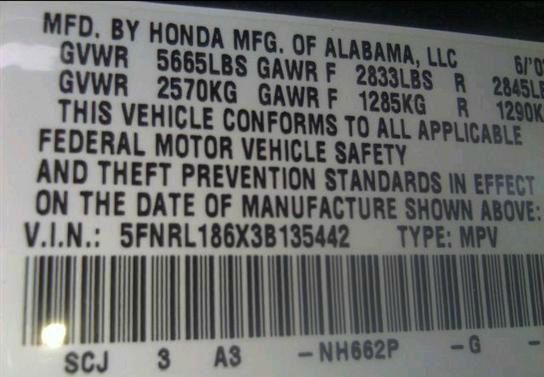 MFD. BY HONDA MFG. OF ALABAMA, LLC 6/'0
GVWR 5665LBS GAWR F 2833LBS R 2845L
GVWR 2570KG GAWR F 1285KG R 1290K
THIS VEHICLE CONFORMS TO ALL APPLICABLE
FEDERAL MOTOR VEHICLE SAFETY
AND THEFT PREVENTION STANDARDS IN EFFECT
ON THE DATE OF MANUFACTURE SHOWN ABOVE:
V.I.N.: 5FNRL186X3B135442 TYPE: MPV
SCJ 3 A3 -NH662P -G -